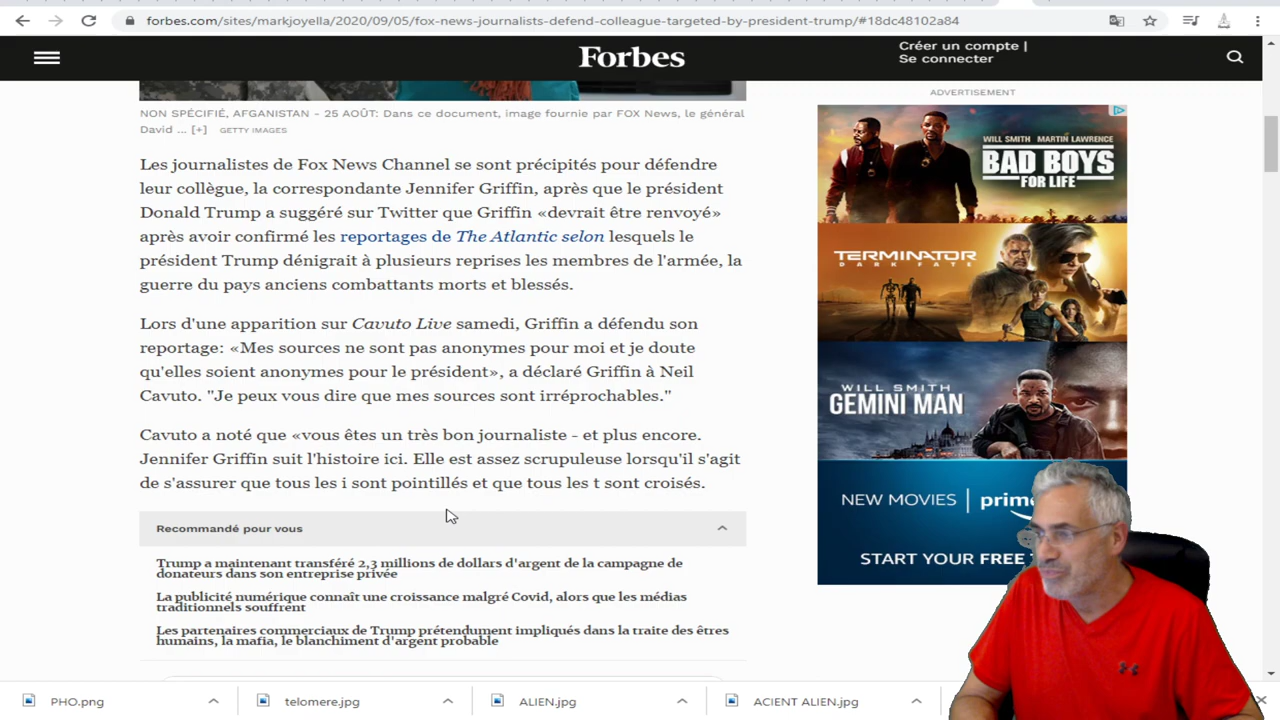 forbes.com/sites/markjoyella/2020/09/05/fox-news-journalists-defend-colleague-targeted-by-president-trump/#18dc48102a84
Forbes
Créer un compte |
Se connecter
NON SPÉCIFIÉ, AFGANISTAN - 25 AOÛT: Dans ce document, image fournie par FOX News, le général
David ... [+] GETTY IMAGES
Les journalistes de Fox News Channel se sont précipités pour défendre
leur collègue, la correspondante Jennifer Griffin, après que le président
Donald Trump a suggéré sur Twitter que Griffin «devrait être renvoyé»
après avoir confirmé les reportages de The Atlantic selon lesquels le
président Trump dénigrait à plusieurs reprises les membres de l'armée, la
guerre du pays anciens combattants morts et blessés.
Lors d'une apparition sur Cavuto Live samedi, Griffin a défendu son
reportage: «Mes sources ne sont pas anonymes pour moi et je doute
qu'elles soient anonymes pour le président», a déclaré Griffin à Neil
Cavuto. "Je peux vous dire que mes sources sont irréprochables."
Cavuto a noté que «vous êtes un très bon journaliste - et plus encore.
Jennifer Griffin suit l'histoire ici. Elle est assez scrupuleuse lorsqu'il s'agit
de s'assurer que tous les i sont pointillés et que tous les t sont croisés.
Recommandé pour vous
Trump a maintenant transféré 2,3 millions de dollars d'argent de la campagne de
donateurs dans son entreprise privée
La publicité numérique connaît une croissance malgré Covid, alors que les médias
traditionnels souffrent
Les partenaires commerciaux de Trump prétendument impliqués dans la traite des êtres
humains, la mafia, le blanchiment d'argent probable
ADVERTISEMENT
WILL SMITH MARTIN LAWRENCE
BAD BOYS
FOR LIFE
TERMINATOR
DARK FATE
WILL SMITH
GEMINI MAN
NEW MOVIES | prim
START YOUR FREE
PHO.png
telomere.jpg
ALIEN.jpg
ACIENT ALIEN.jpg